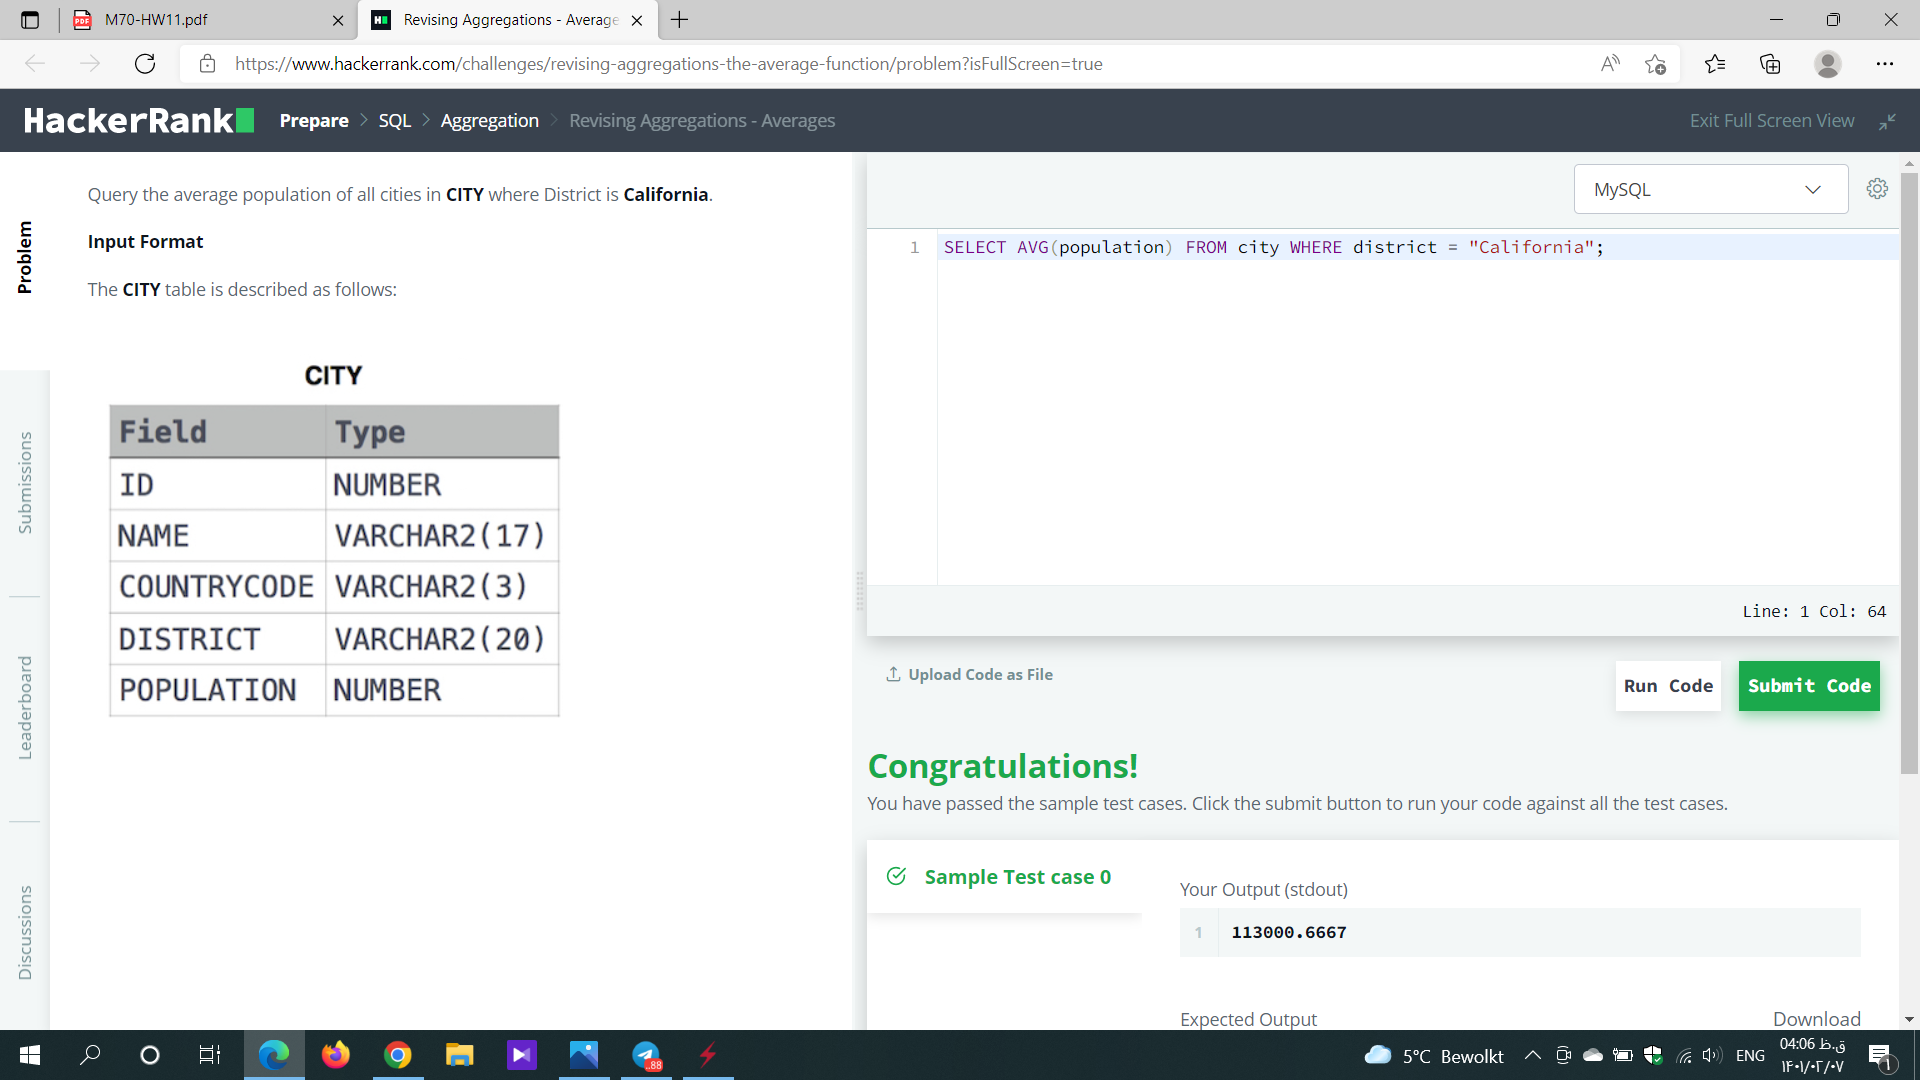 M70-HW11.pdf
Revising Aggregations - Average
https://www.hackerrank.com/challenges/revising-aggregations-the-average-function/problem?isFullScreen=true
HackerRank
Prepare > SQL > Aggregation > Revising Aggregations - Averages
Exit Full Screen View
Problem
Submissions
Leaderboard
Discussions
Query the average population of all cities in CITY where District is California.
Input Format
The CITY table is described as follows:
CITY
Field Type
ID NUMBER
NAME VARCHAR2(17)
COUNTRYCODE VARCHAR2(3)
DISTRICT VARCHAR2(20)
POPULATION NUMBER
MySQL
1 SELECT AVG(population) FROM city WHERE district = "California";
Line: 1 Col: 64
Upload Code as File
Run Code
Submit Code
Congratulations!
You have passed the sample test cases. Click the submit button to run your code against all the test cases.
Sample Test case 0
Your Output (stdout)
1 113000.6667
Expected Output
Download
88
5°C Bewolkt
ENG
04:06 ق.ظ
۱۴۰۱/۰۲/۰۷
۱